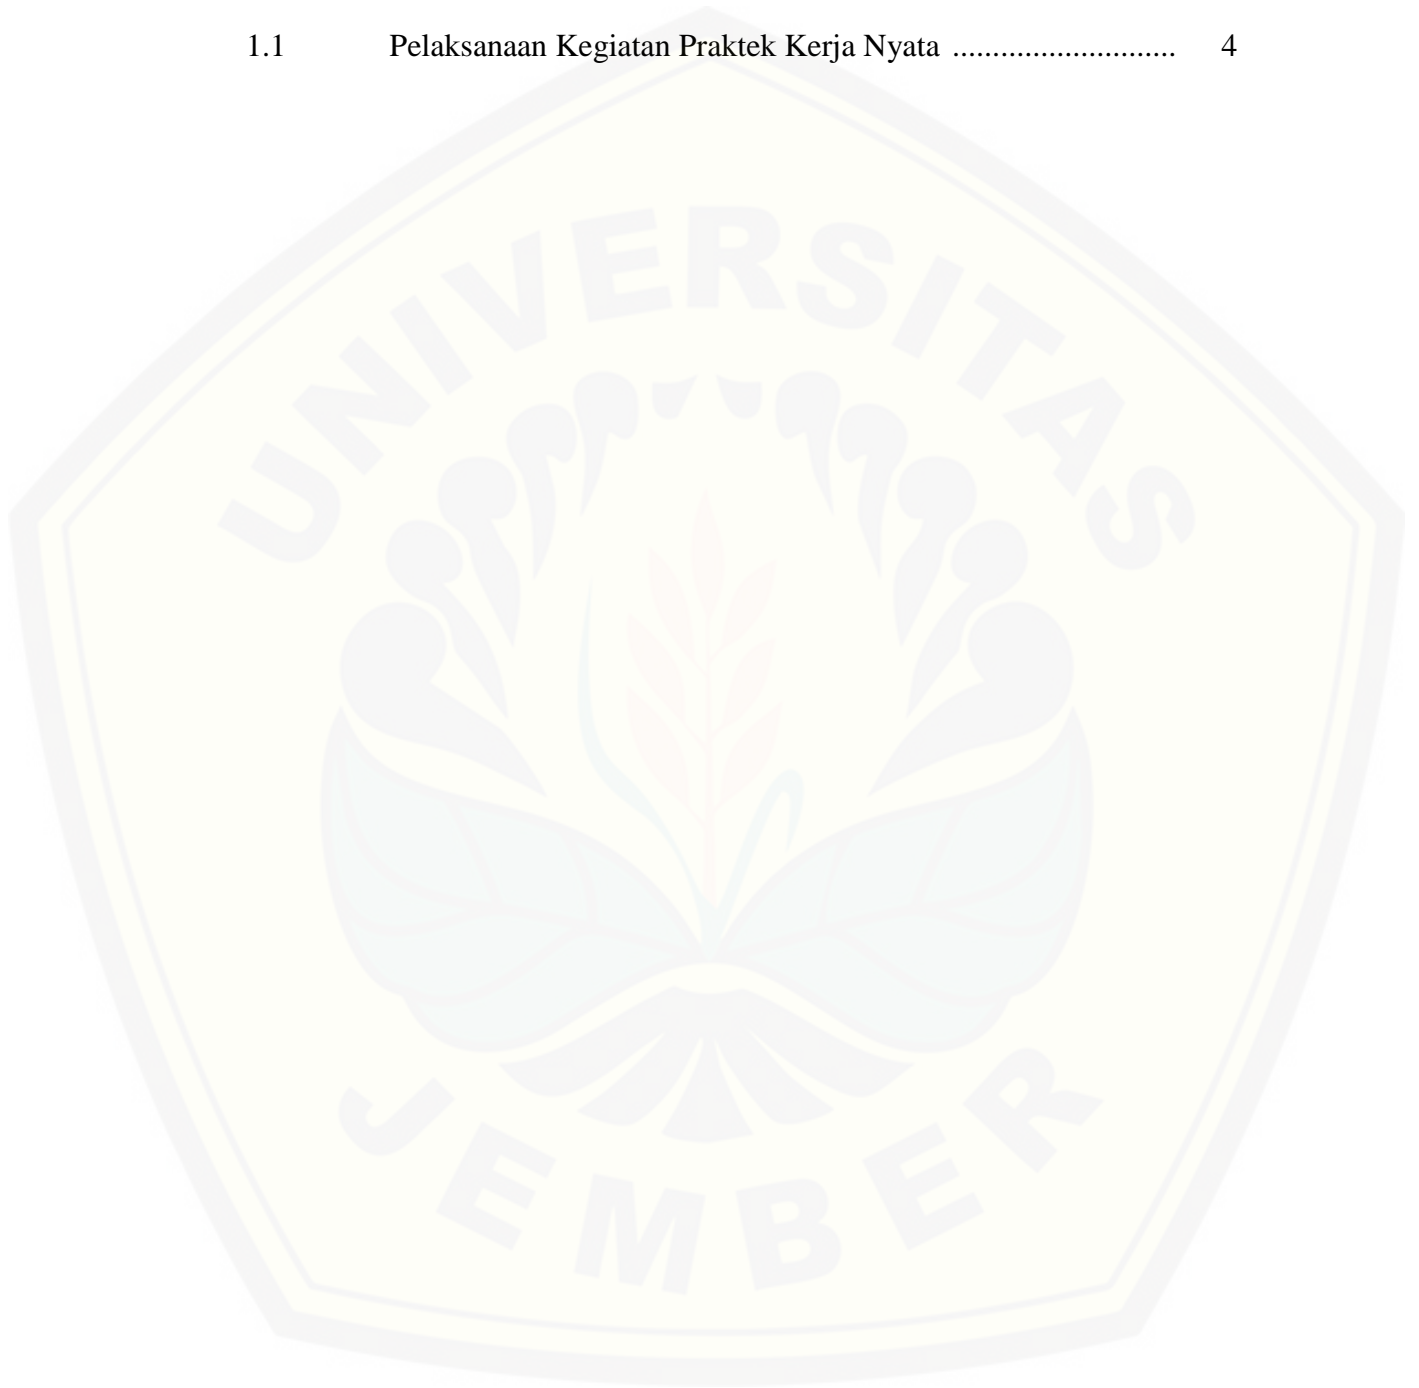 1.1 Pelaksanaan Kegiatan Praktek Kerja Nyata ............................ 4
UNIVERSITAS
JEMBER